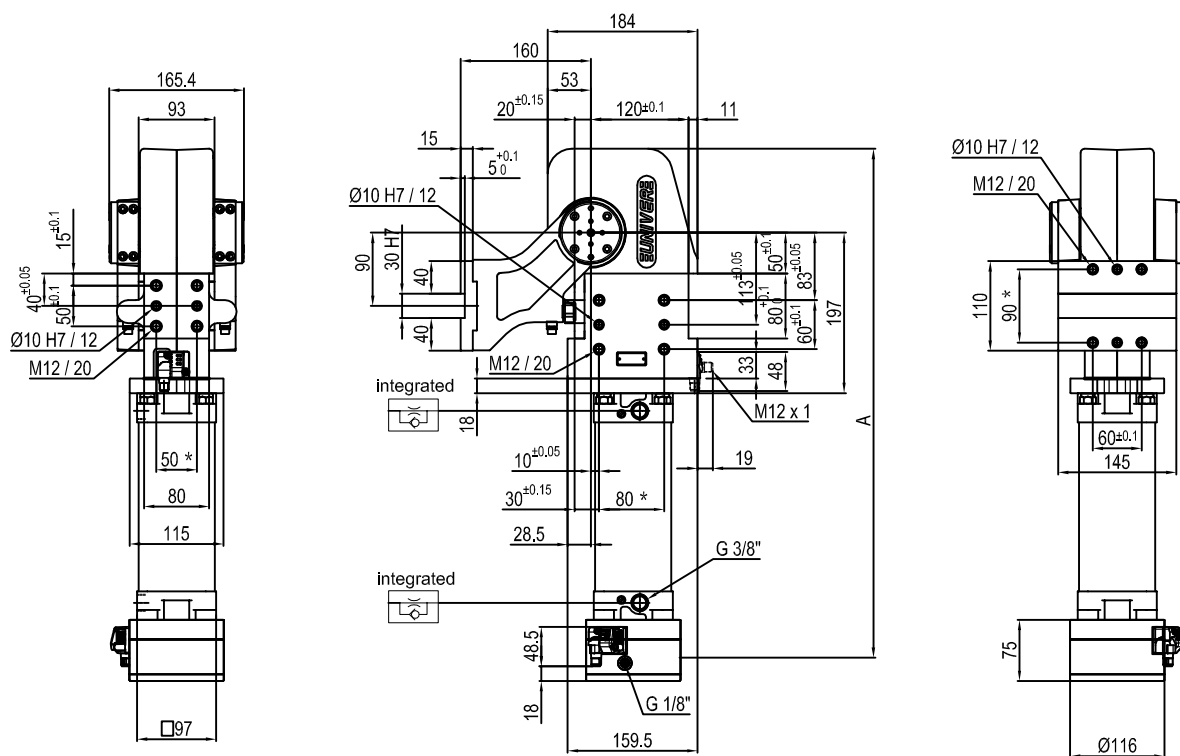 165.4
93
15±0.1
40±0.05
50±0.1
Ø10 H7 / 12
M12 / 20
50 *
80
115
□97
184
160
53
20±0.15
120±0.1
11
15
5 +0.1 0
Ø10 H7 / 12
UNIVER
90
30 H7
40
40
50±0.1
83±0.05
113±0.05
80 +0.1 0
60±0.1
197
M12 / 20
33
48
integrated
18
M12 x 1
A
10±0.05
19
30±0.15
80 *
28.5
G 3/8"
integrated
48.5
18
G 1/8"
159.5
Ø10 H7 / 12
M12 / 20
110
90 *
60±0.1
145
75
Ø116